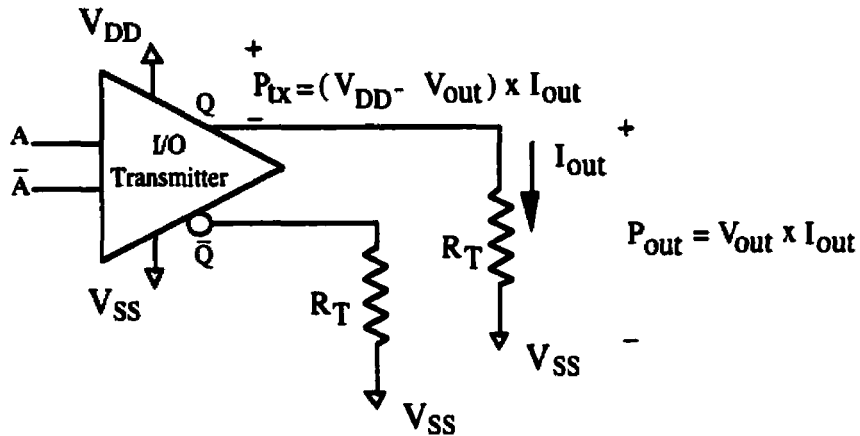 V_DD
+
P_tx = (V_DD - V_out) x I_out
-
Q
A
I/O
Transmitter
A̅
Q̅
V_SS
R_T
V_SS
I_out
+
R_T
P_out = V_out x I_out
V_SS
-